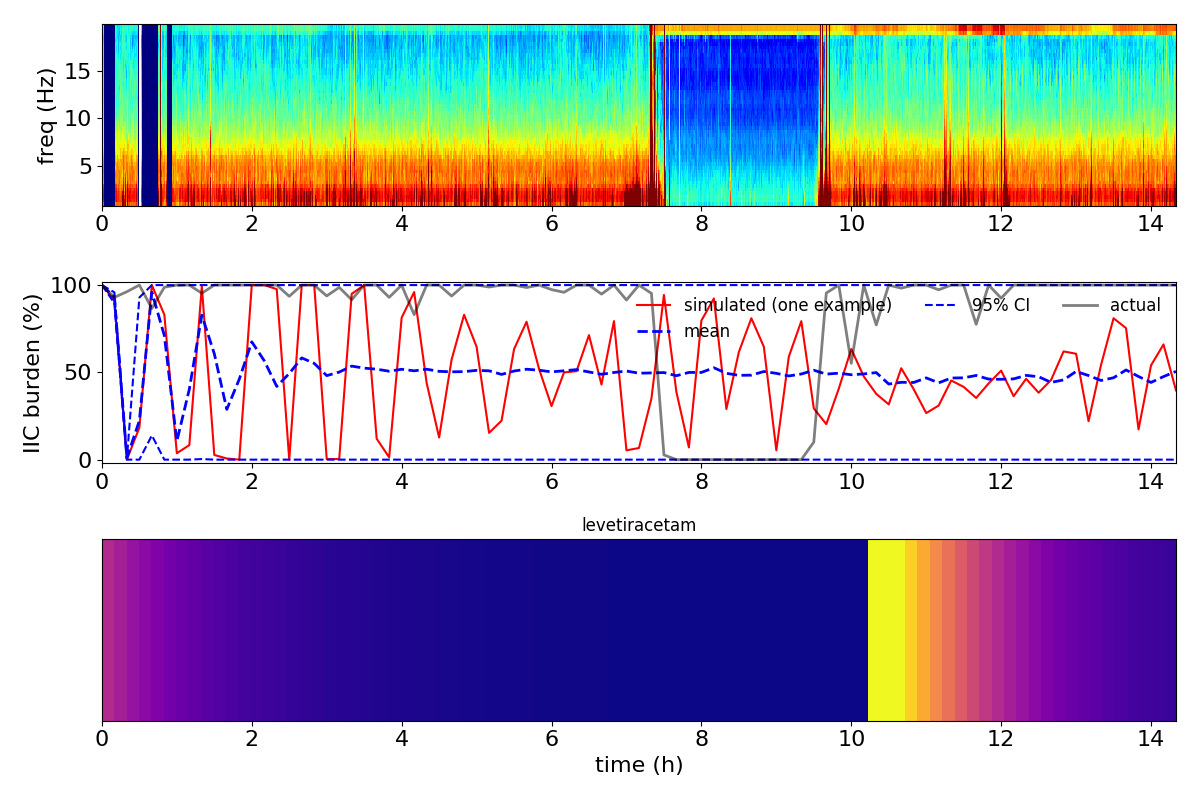 freq (Hz)
15
10
5
0 2 4 6 8 10 12 14
IIC burden (%)
100
50
0
simulated (one example)
mean
95% CI
actual
0 2 4 6 8 10 12 14
levetiracetam
0 2 4 6 8 10 12 14
time (h)